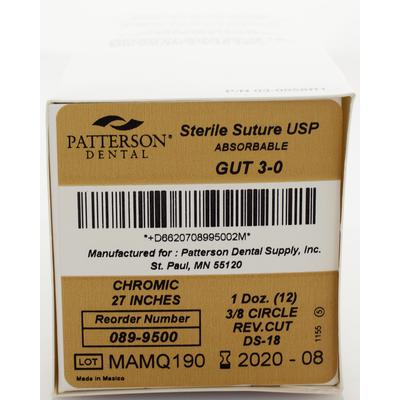 PATTERSON
DENTAL
Sterile Suture USP
ABSORBABLE
GUT 3-0
*+D6620708995002M*
Manufactured for : Patterson Dental Supply, Inc.
St. Paul, MN 55120
CHROMIC
27 INCHES
Reorder Number
089-9500
1 Doz. (12)
3/8 CIRCLE
REV.CUT
DS-18
1155 5
LOT MAMQ190
2020 - 08
Made in Mexico